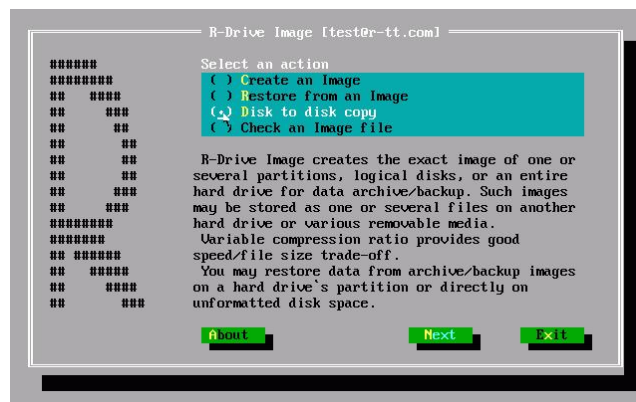 R-Drive Image [test@r-tt.com]
Select an action
( ) Create an Image
( ) Restore from an Image
(•) Disk to disk copy
( ) Check an Image file
R-Drive Image creates the exact image of one or
several partitions, logical disks, or an entire
hard drive for data archive/backup. Such images
may be stored as one or several files on another
hard drive or various removable media.
Variable compression ratio provides good
speed/file size trade-off.
You may restore data from archive/backup images
on a hard drive`s partition or directly on
unformatted disk space.
About Next Exit